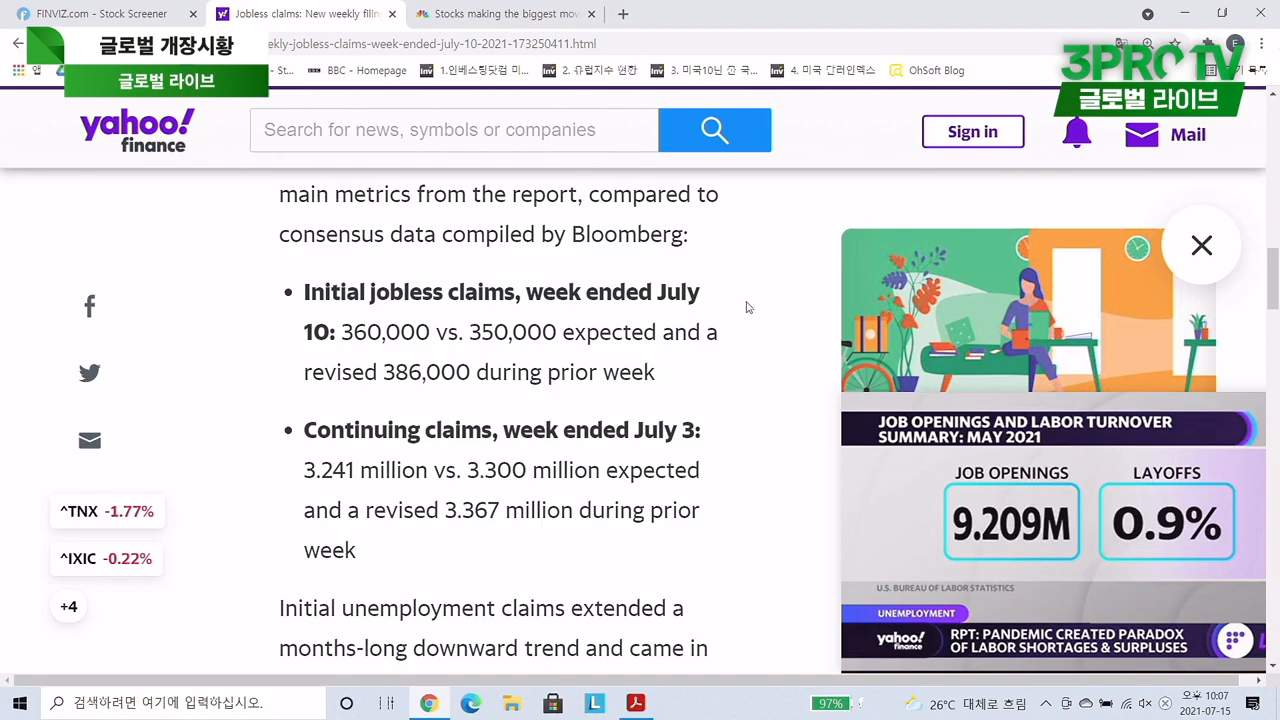 FINVIZ.com - Stock Screener
Jobless claims: New weekly filin
Stocks making the biggest mov
글로벌 개장시황
글로벌 라이브
ekly-jobless-claims-week-ended-july-10-2021-173250411.html
3PRO TV
글로벌 라이브
앱
- St...
BBC - Homepage
1.인베스팅닷컴 미...
2.유럽지수 현황
3. 미국10년 만 국...
4. 미국 달러인덱스
OhSoft Blog
yahoo!
finance
Search for news, symbols or companies
Sign in
Mail
main metrics from the report, compared to
consensus data compiled by Bloomberg:
• Initial jobless claims, week ended July
10: 360,000 vs. 350,000 expected and a
revised 386,000 during prior week
• Continuing claims, week ended July 3:
3.241 million vs. 3.300 million expected
and a revised 3.367 million during prior
week
Initial unemployment claims extended a
months-long downward trend and came in
^TNX -1.77%
^IXIC -0.22%
+4
JOB OPENINGS AND LABOR TURNOVER
SUMMARY: MAY 2021
JOB OPENINGS
LAYOFFS
9.209M
0.9%
U.S. BUREAU OF LABOR STATISTICS
UNEMPLOYMENT
yahoo!
finance
RPT: PANDEMIC CREATED PARADOX
OF LABOR SHORTAGES & SURPLUSES
검색하려면 여기에 입력하십시오.
97%
26°C 대체로 흐림
오후 10:07
2021-07-15